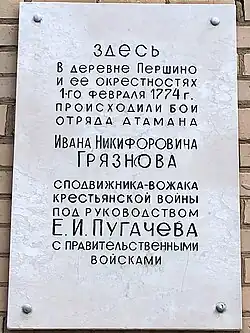 ЗДЕСЬ
В ДЕРЕВНЕ ПЕРШИНО
И ЕЕ ОКРЕСТНОСТЯХ
1-ГО ФЕВРАЛЯ 1774 г.
ПРОИСХОДИЛИ БОИ
ОТРЯДА АТАМАНА
ИВАНА НИКИФОРОВИЧА
ГРЯЗНОВА
СПОДВИЖНИКА-ВОЖАКА
КРЕСТЬЯНСКОЙ ВОЙНЫ
ПОД РУКОВОДСТВОМ
Е. И. ПУГАЧЕВА
С ПРАВИТЕЛЬСТВЕННЫМИ
ВОЙСКАМИ